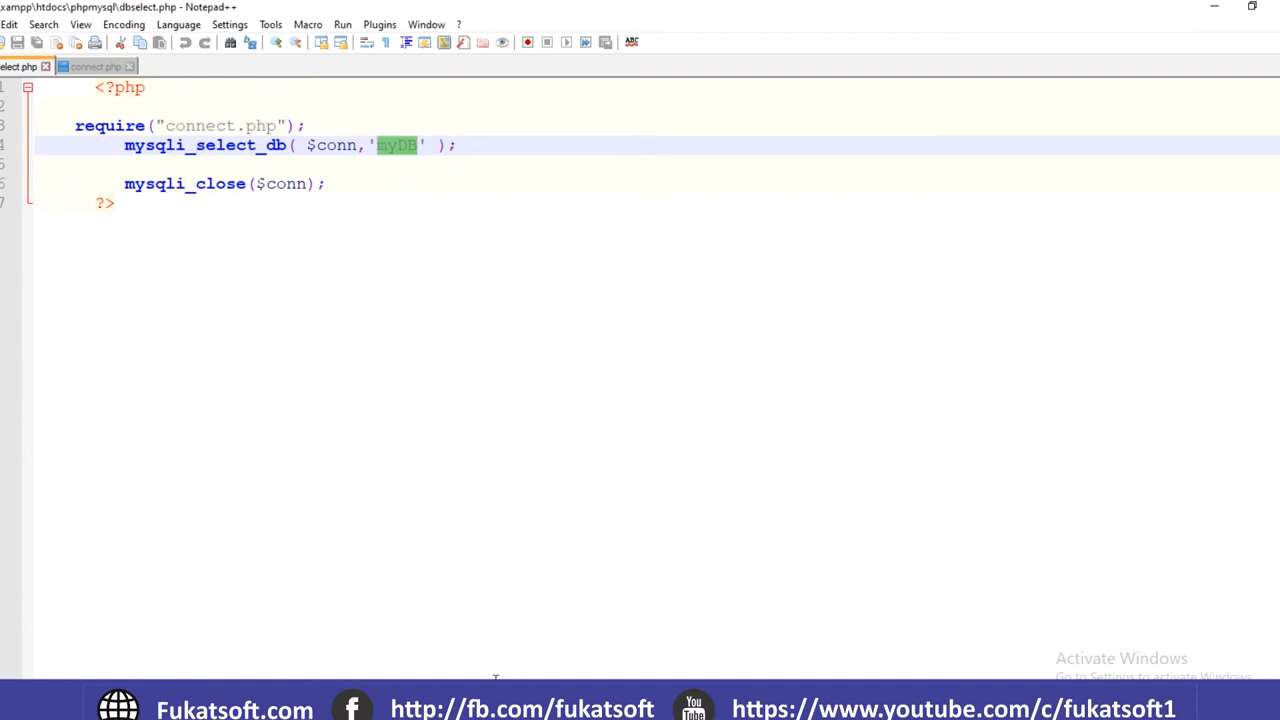 xampp\htdocs\phpmysql\dbselect.php - Notepad++
Edit Search View Encoding Language Settings Tools Macro Run Plugins Window ?
elect.php connect.php
1 <?php
2
3 require("connect.php");
4 mysqli_select_db( $conn,'myDB' );
5
6 mysqli_close($conn);
7 ?>
Activate Windows
Go to Settings to activate Windows.
Fukatsoft.com http://fb.com/fukatsoft You https://www.youtube.com/c/fukatsoft1